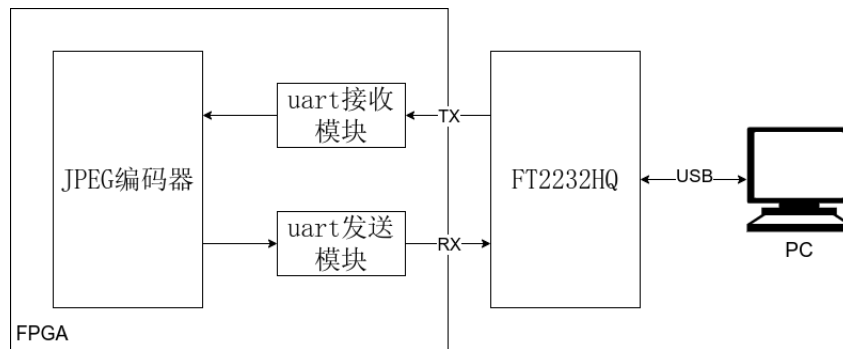 uart接收
模块
TX
JPEG编码器
FT2232HQ
USB
uart发送
模块
RX
PC
FPGA